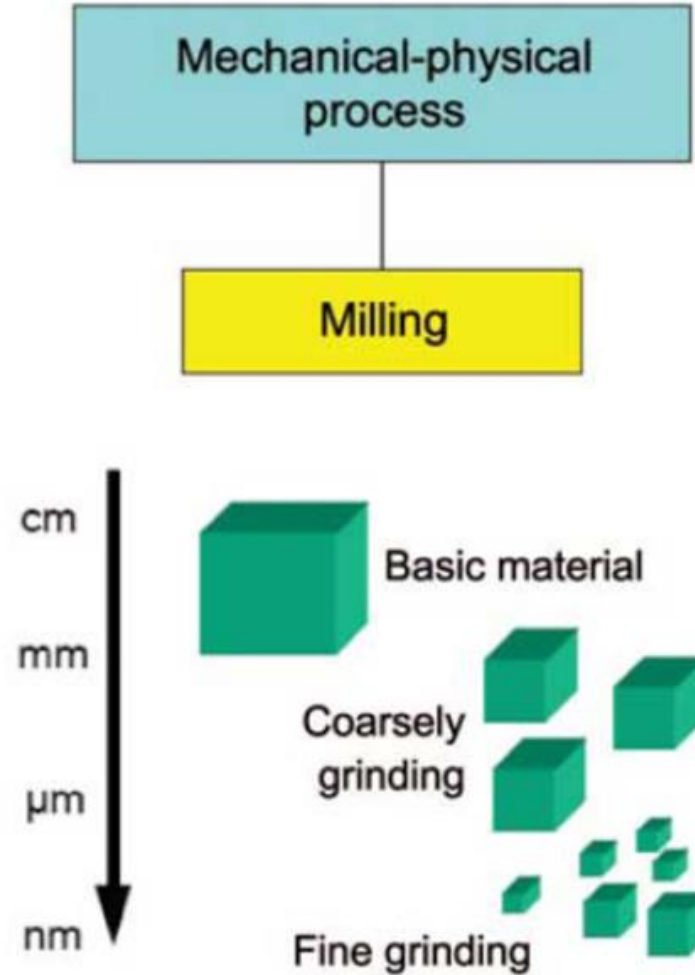 Mechanical-physical
process
Milling
cm
Basic material
mm
Coarsely
grinding
µm
nm
Fine grinding